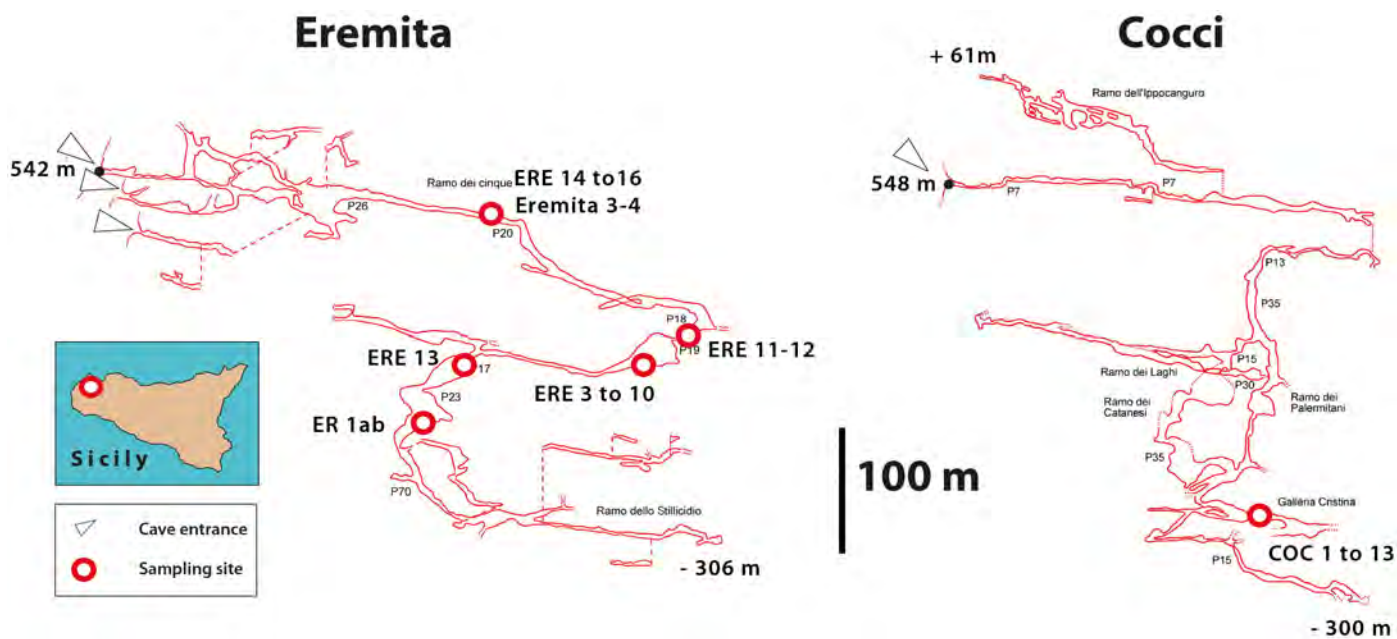 Eremita
Cocci
+ 61m
Ramo dell'Ippocanguro
542 m
Ramo dei cinque
ERE 14 to16
Eremita 3-4
P26
P20
548 m
P7
P7
P13
P35
P18
P19
ERE 11-12
ERE 13
17
ERE 3 to 10
P23
ER 1ab
P70
Ramo dello Stillicidio
- 306 m
Sicily
Cave entrance
Sampling site
100 m
P15
Ramo dei Laghi
P30
Ramo dei
Catanesi
Ramo dei
Palermitani
P35
Galleria Cristina
COC 1 to 13
P15
- 300 m